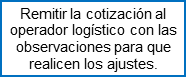 Remitir la cotización al
operador logístico con las
observaciones para que
realicen los ajustes.